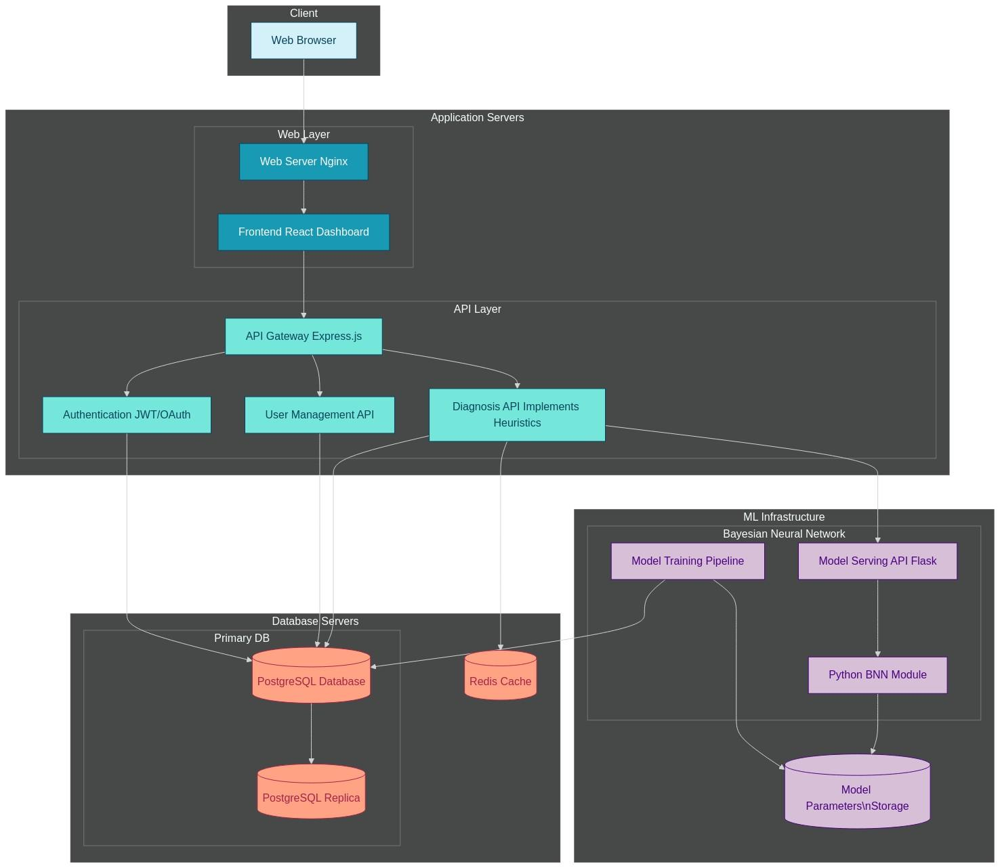 Client
Web Browser
Application Servers
Web Layer
Web Server Nginx
Frontend React Dashboard
API Layer
API Gateway Express.js
Authentication JWT/OAuth
User Management API
Diagnosis API Implements
Heuristics
ML Infrastructure
Bayesian Neural Network
Model Training Pipeline
Model Serving API Flask
Python BNN Module
Model
Parameters\nStorage
Database Servers
Primary DB
PostgreSQL Database
Redis Cache
PostgreSQL Replica